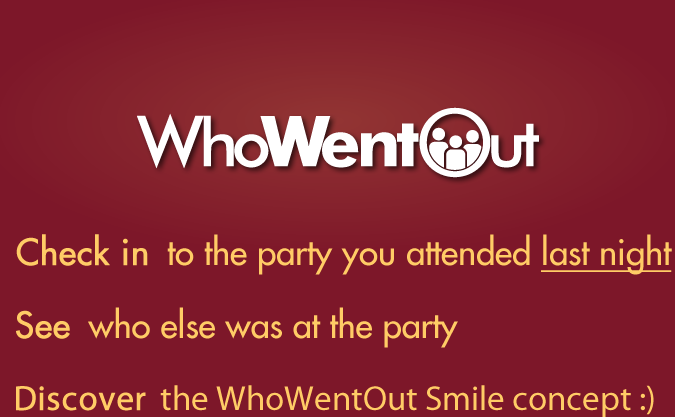 WhoWentOut
Check in to the party you attended last night
See who else was at the party
Discover the WhoWentOut Smile concept :)